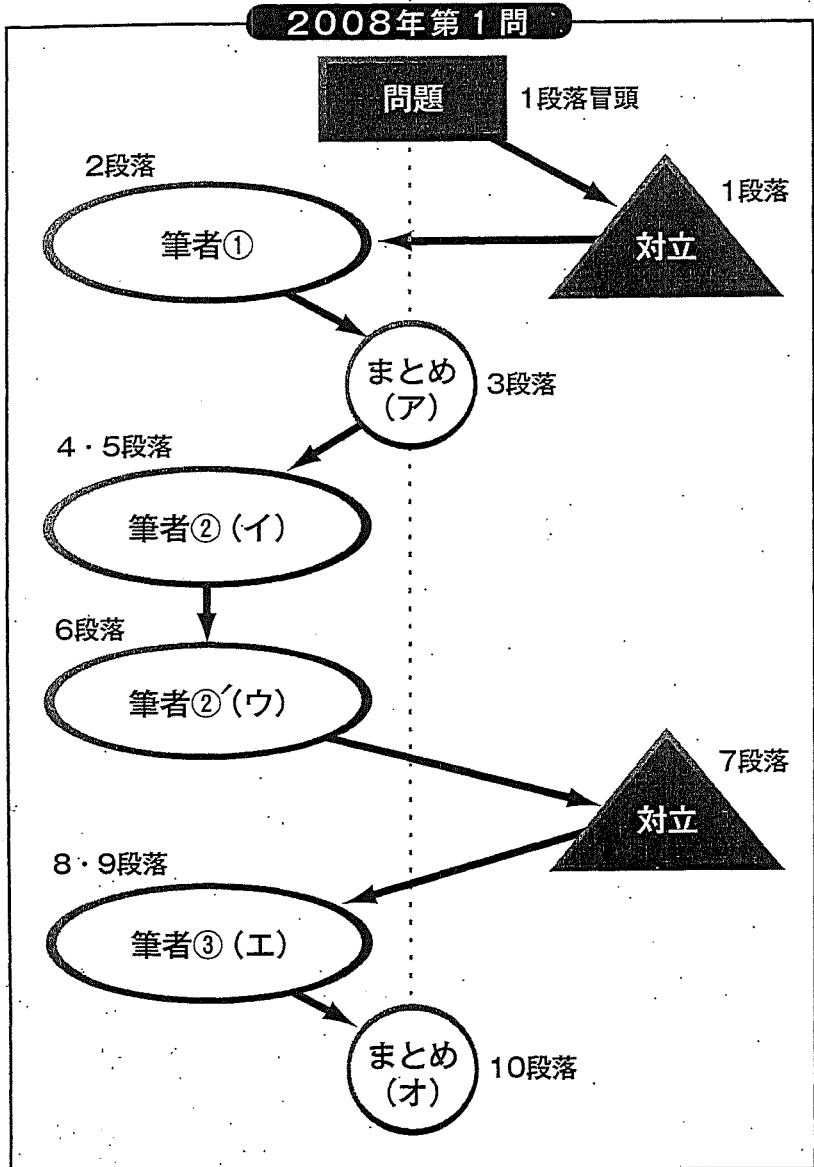 2008年第1問
問題
1段落冒頭
2段落
1段落
筆者①
対立
まとめ
(ア)
3段落
4・5段落
筆者②(イ)
6段落
筆者②′(ウ)
7段落
対立
8・9段落
筆者③(エ)
まとめ
(オ)
10段落